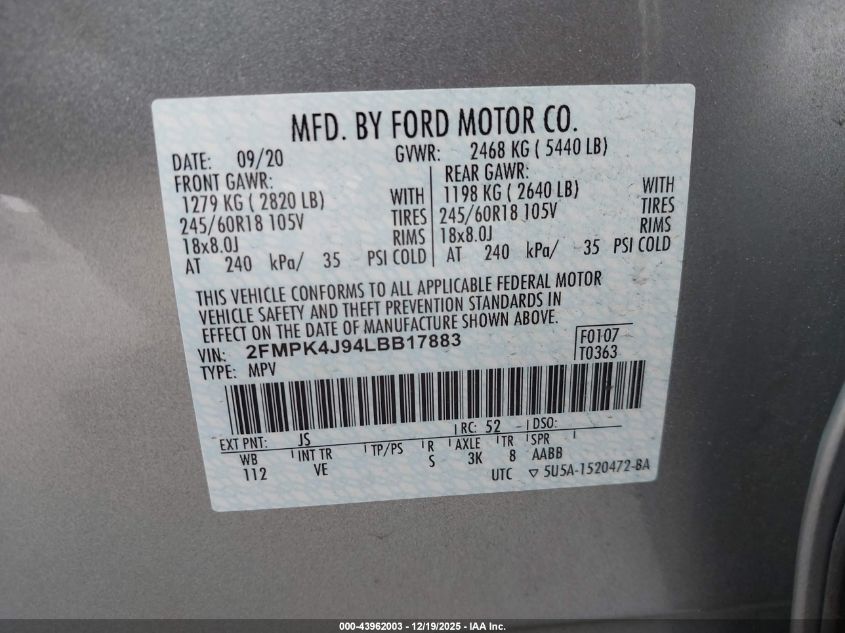 MFD. BY FORD MOTOR CO.
DATE: 09/20 GVWR: 2468 KG ( 5440 LB)
FRONT GAWR: REAR GAWR:
1279 KG ( 2820 LB) WITH 1198 KG ( 2640 LB) WITH
245/60R18 105V TIRES 245/60R18 105V TIRES
18x8.0J RIMS 18x8.0J RIMS
AT 240 kPa/ 35 PSI COLD AT 240 kPa/ 35 PSI COLD
THIS VEHICLE CONFORMS TO ALL APPLICABLE FEDERAL MOTOR
VEHICLE SAFETY AND THEFT PREVENTION STANDARDS IN
EFFECT ON THE DATE OF MANUFACTURE SHOWN ABOVE.
VIN: 2FMPK4J94LBB17883 F0107
TYPE: MPV T0363
EXT PNT: JS RC: 52 DSO:
WB INT TR TP/PS R AXLE TR SPR
112 VE S 3K 8 AABB
UTC ▽ 5U5A-1520472-BA
000-43962003 - 12/19/2025 - IAA Inc.